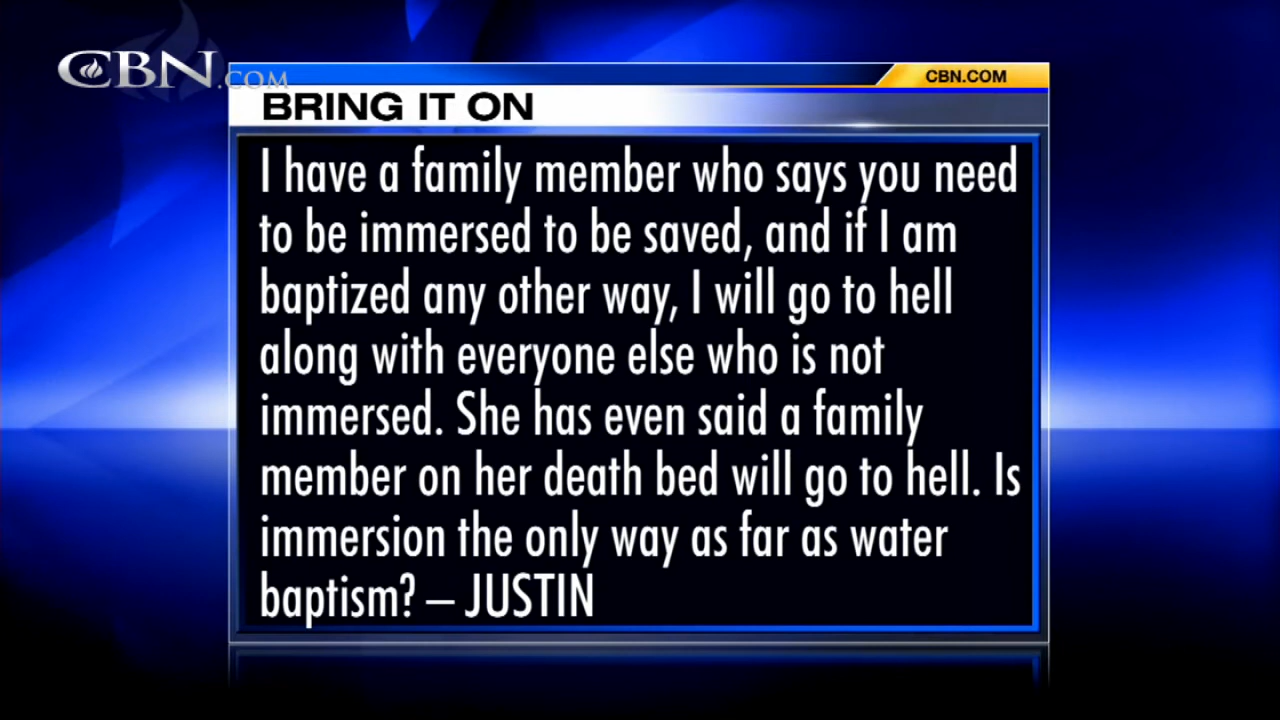 CBN.COM
CBN.COM
BRING IT ON
I have a family member who says you need
to be immersed to be saved, and if I am
baptized any other way, I will go to hell
along with everyone else who is not
immersed. She has even said a family
member on her death bed will go to hell. Is
immersion the only way as far as water
baptism? – JUSTIN